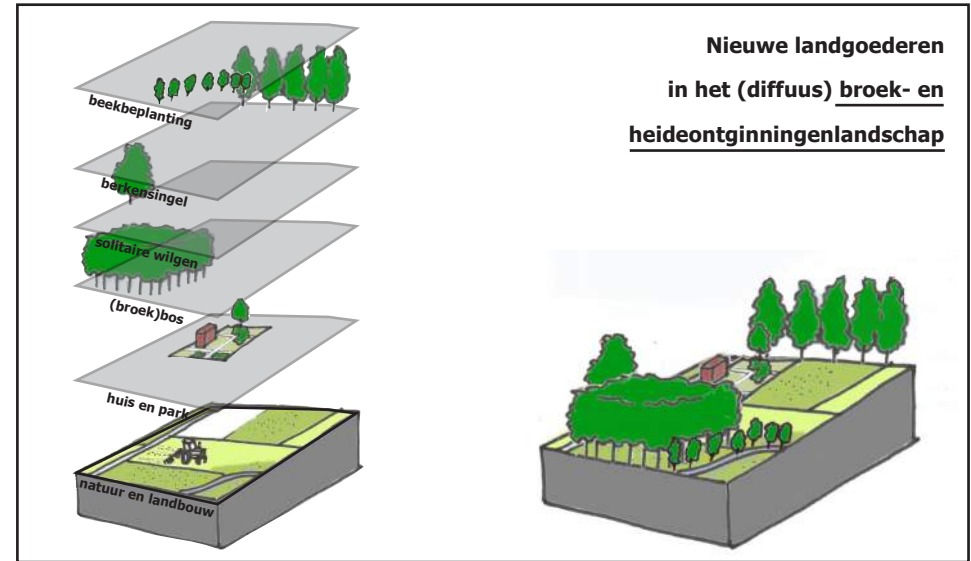 Nieuwe landgoederen
in het (diffuus) broek- en
heideontginningenlandschap
beekbeplanting
berkensingel
solitaire wilgen
(broek)bos
huis en park
natuur en landbouw